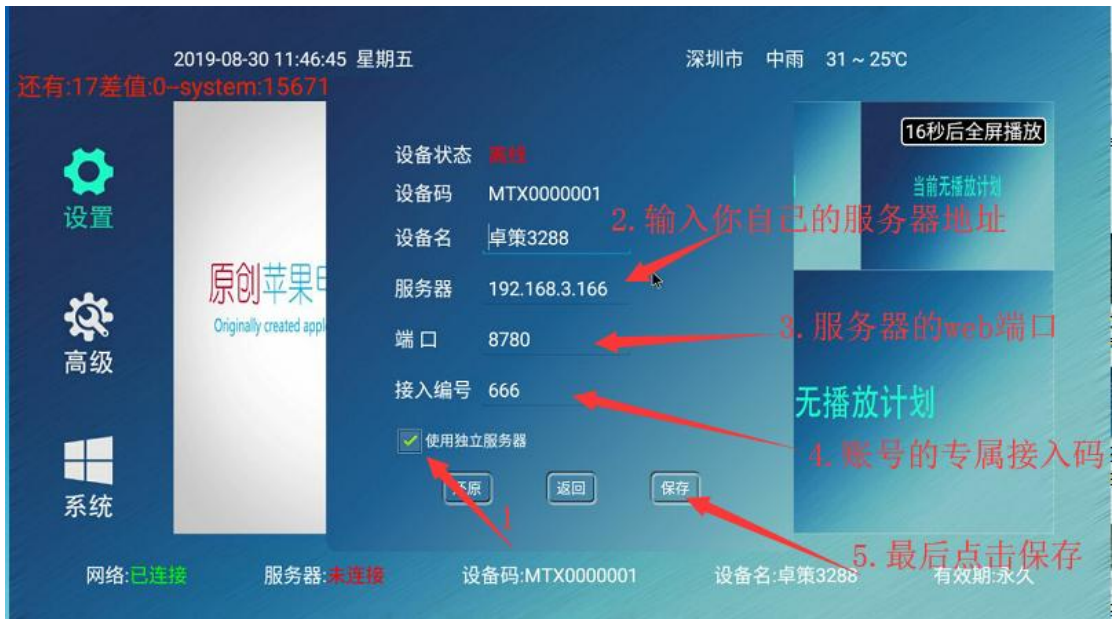 2019-08-30 11:46:45 星期五
深圳市 中雨 31 ~ 25℃
还有:17差值:0--system:15671
16秒后全屏播放
当前无播放计划
设置
高级
系统
原创苹果
Originally created appl
设备状态 离线
设备码 MTX0000001
设备名 卓策3288
服务器 192.168.3.166
端口 8780
接入编号 666
使用独立服务器
还原 返回 保存
无播放计划
1
2.输入你自己的服务器地址
3.服务器的web端口
4.账号的专属接入码
5.最后点击保存
网络:已连接 服务器:未连接 设备码:MTX0000001 设备名:卓策3288 有效期:永久